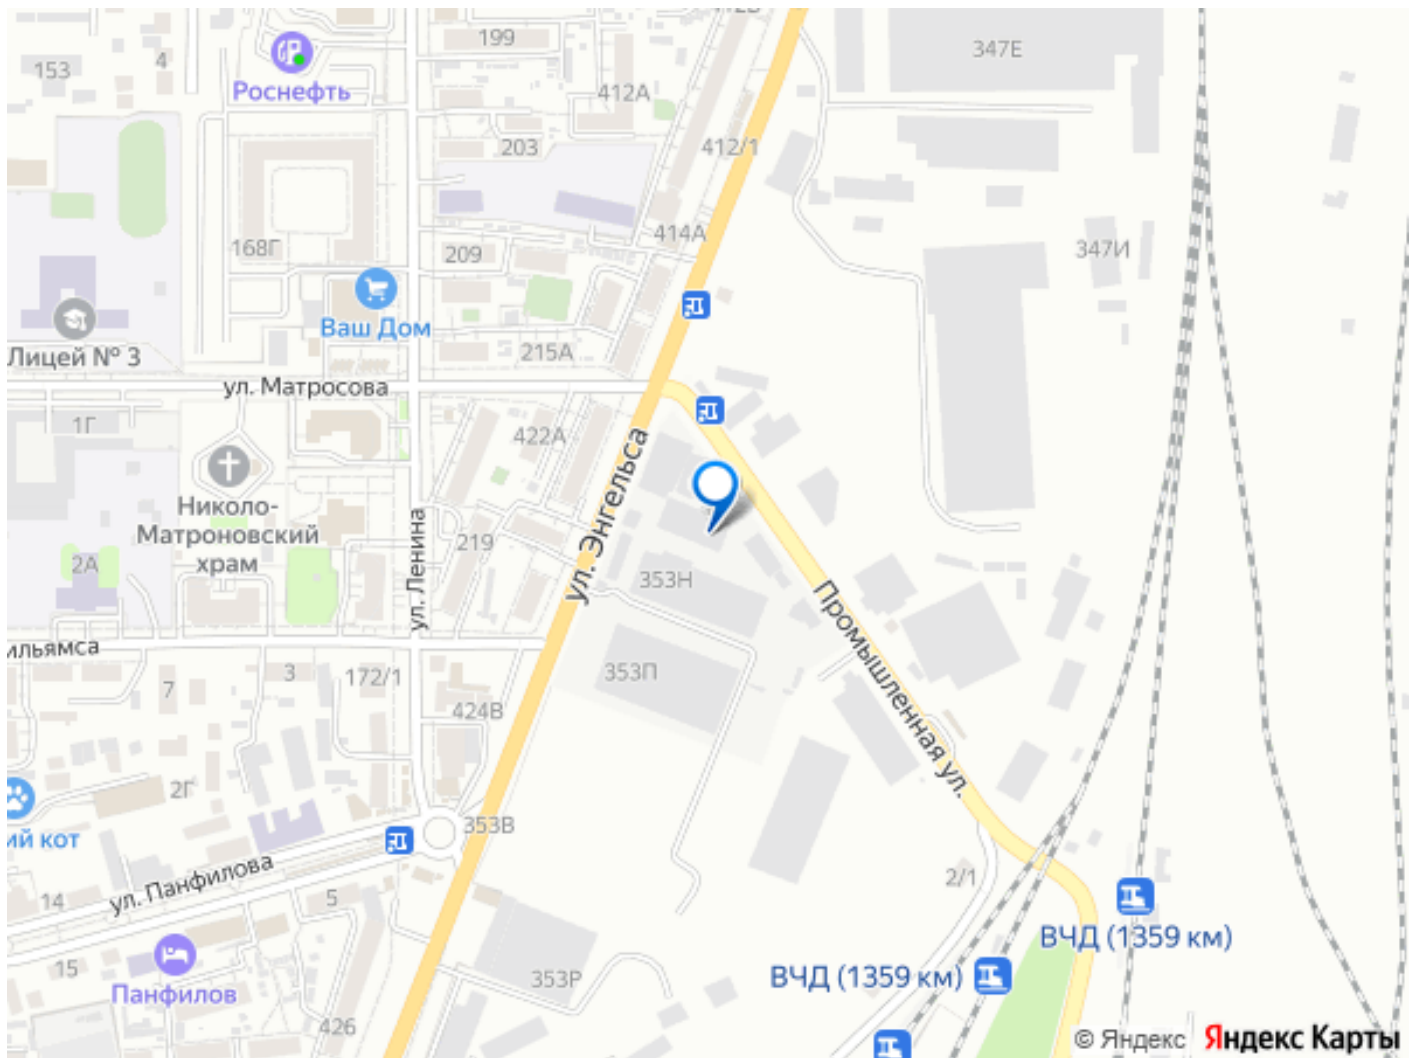 199
347Е
153
4
Роснефть
412А
203
412/1
168Г
209
414А
347И
Ваш Дом
215А
Лицей № 3
ул. Матросова
1Г
422А
ул. Энгельса
Николо-
Матроновский
храм
ул. Ленина
219
2А
353Н
Промышленная ул.
353П
7
3
172/1
424В
2Г
353В
ий кот
ул. Панфилова
14
5
2/1
15
Панфилов
426
353Р
ВЧД (1359 км)
ВЧД (1359 км)
ильямса
© Яндекс
Яндекс Карты